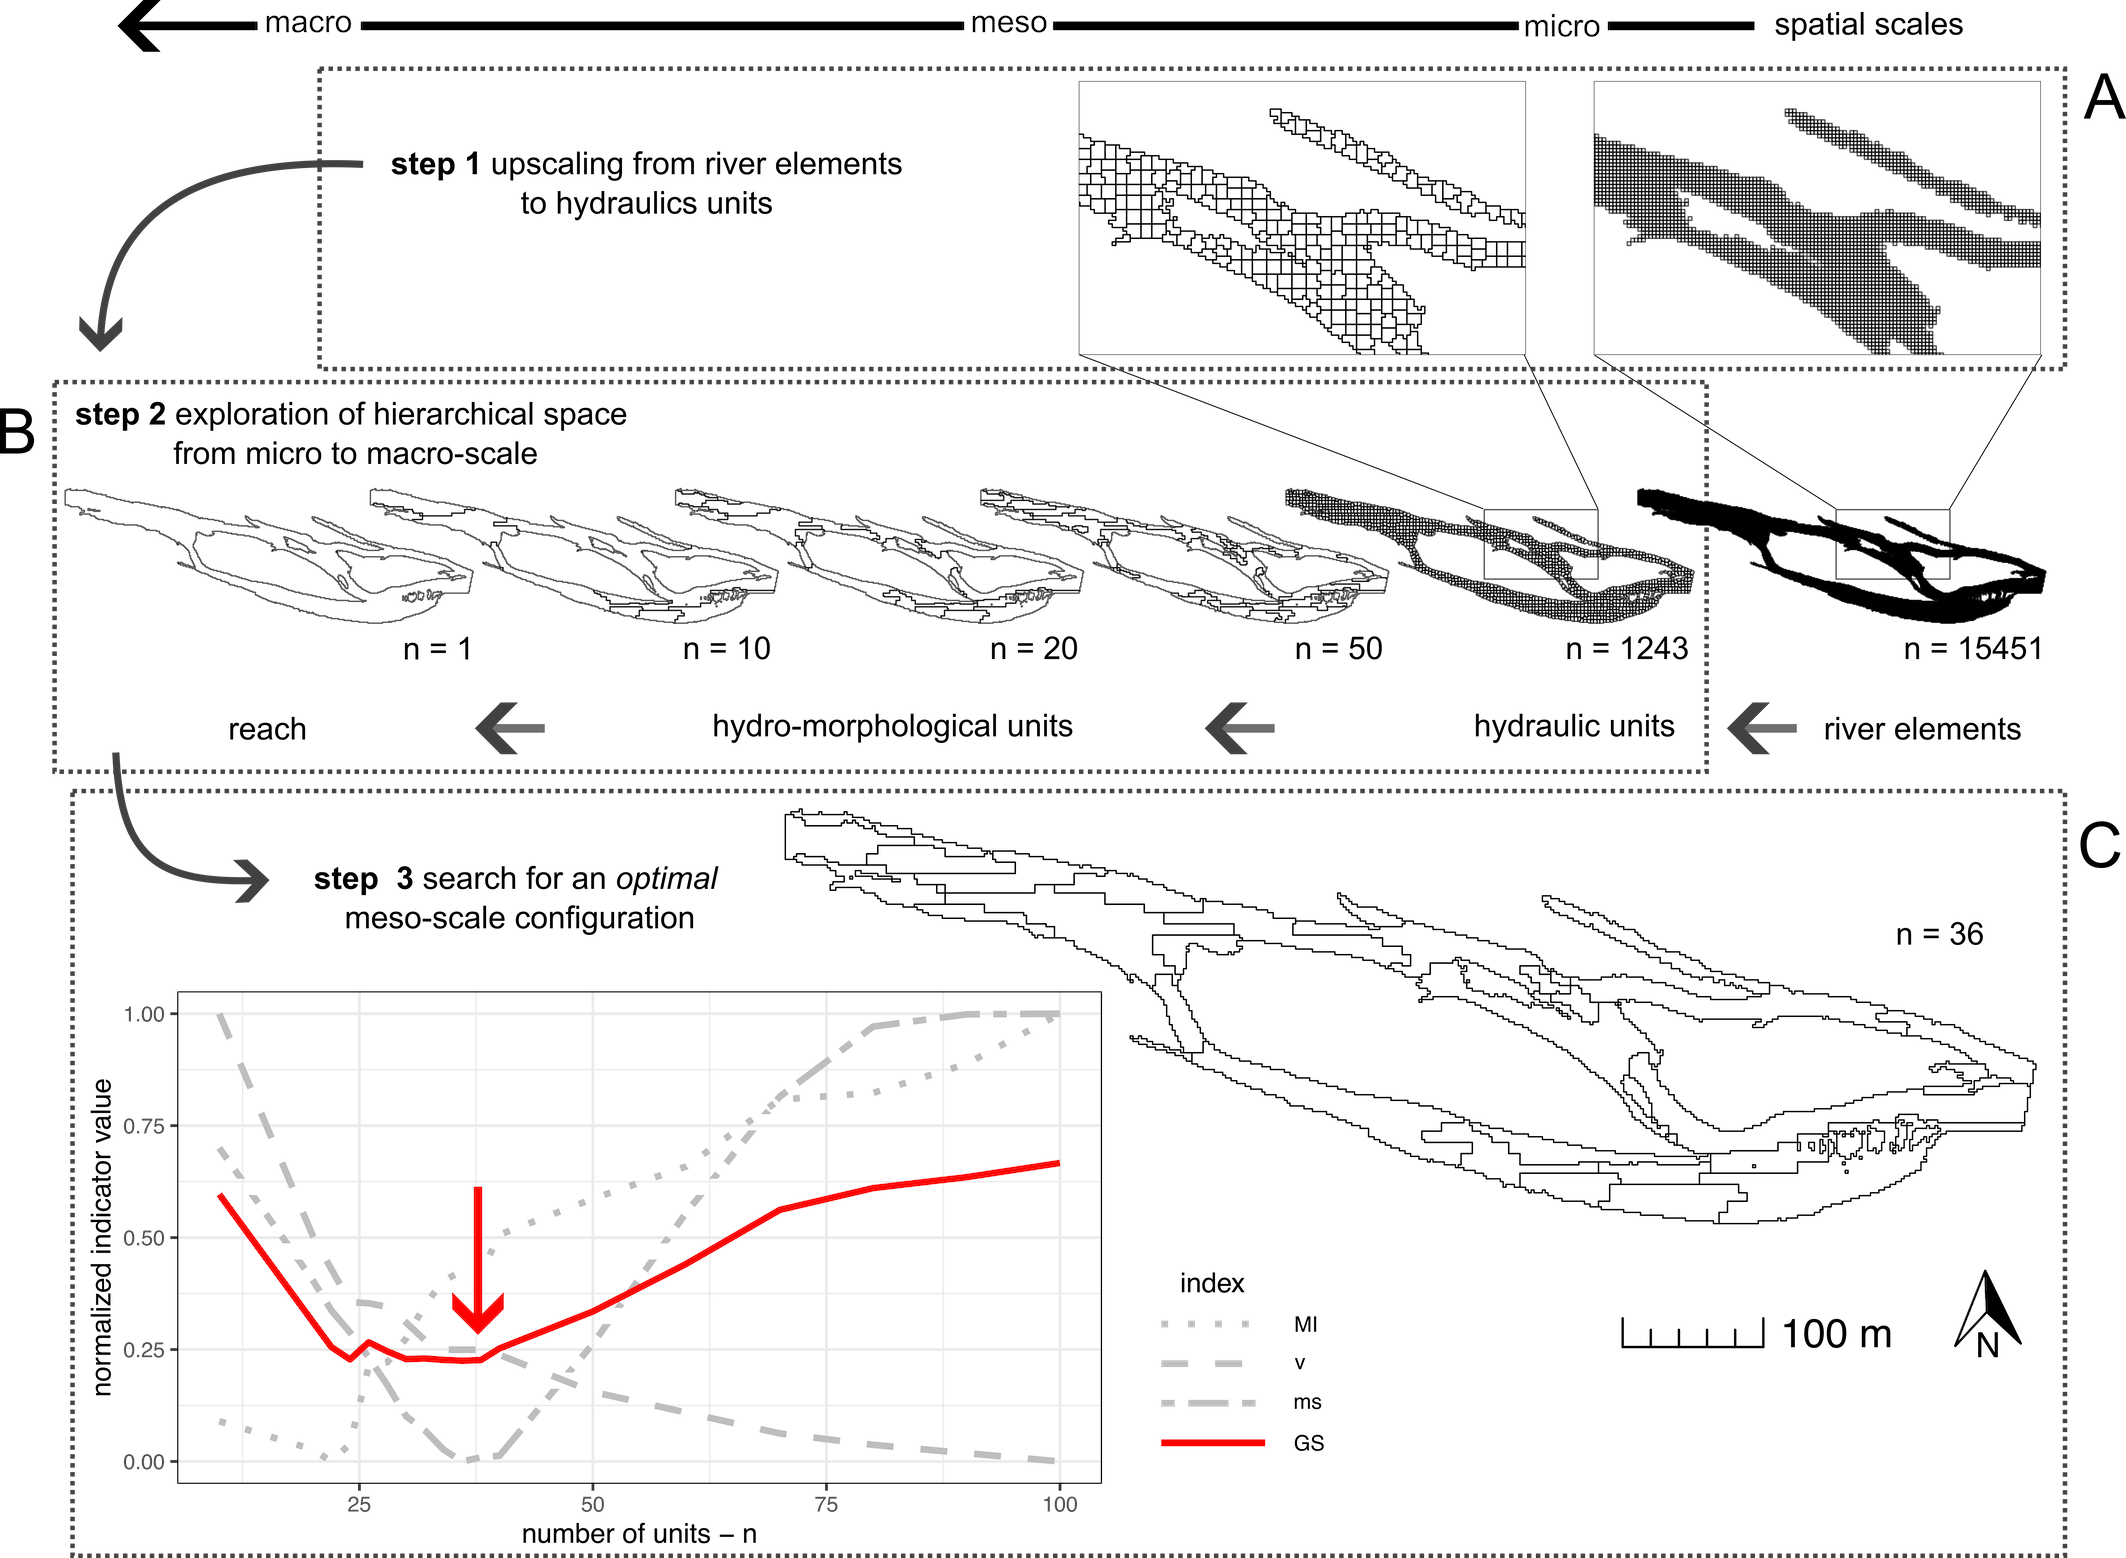 macro meso micro spatial scales
A
step 1 upscaling from river elements
to hydraulics units
B
step 2 exploration of hierarchical space
from micro to macro-scale
n = 1 n = 10 n = 20 n = 50 n = 1243 n = 15451
reach hydro-morphological units hydraulic units river elements
C
step 3 search for an optimal
meso-scale configuration
n = 36
normalized indicator value
1.00
0.75
0.50
0.25
0.00
25 50 75 100
number of units – n
index
MI
v
ms
GS
100 m
N